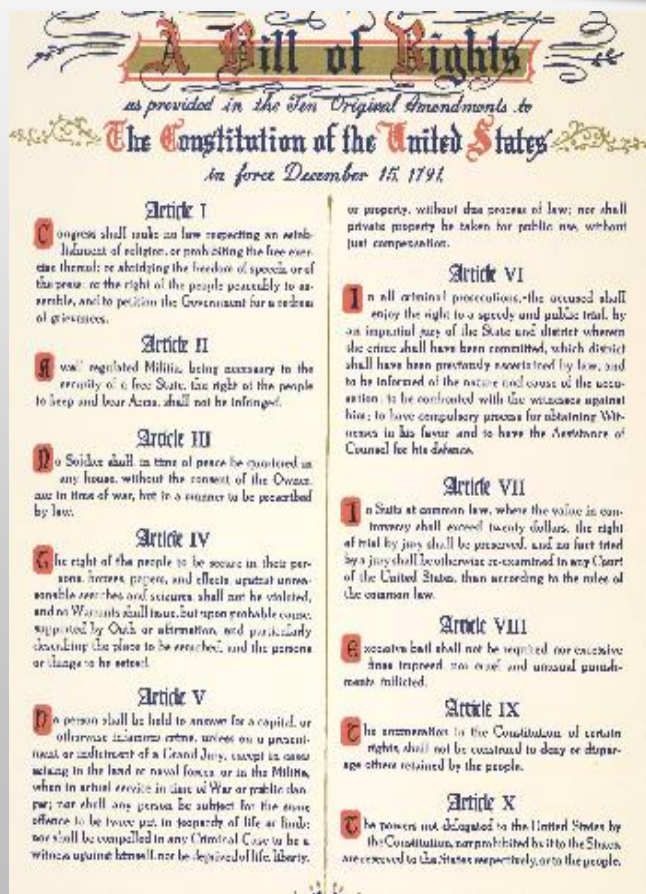 A Bill of Rights
as provided in the Ten Original Amendments to
The Constitution of the United States
in force December 15, 1791
Article I
Congress shall make no law respecting an estab-
lishment of religion, or prohibiting the free exer-
cise thereof; or abridging the freedom of speech, or of
the press; or the right of the people peaceably to as-
semble, and to petition the Government for a redress
of grievances.
Article II
A well regulated Militia, being necessary to the
security of a free State, the right of the people
to keep and bear Arms, shall not be infringed.
Article III
No Soldier shall, in time of peace be quartered in
any house, without the consent of the Owner,
nor in time of war, but in a manner to be prescribed
by law.
Article IV
The right of the people to be secure in their per-
sons, houses, papers, and effects, against unrea-
sonable searches and seizures, shall not be violated,
and no Warrants shall issue, but upon probable cause,
supported by Oath or affirmation, and particularly
describing the place to be searched, and the persons
or things to be seized.
Article V
No person shall be held to answer for a capital, or
otherwise infamous crime, unless on a present-
ment or indictment of a Grand Jury, except in cases
arising in the land or naval forces, or in the Militia,
when in actual service in time of War or public dan-
ger; nor shall any person be subject for the same
offence to be twice put in jeopardy of life or limb;
nor shall be compelled in any Criminal Case to be a
witness against himself, nor be deprived of life, liberty,
or property, without due process of law; nor shall
private property be taken for public use, without
just compensation.
Article VI
In all criminal prosecutions, the accused shall
enjoy the right to a speedy and public trial, by
an impartial jury of the State and district wherein
the crime shall have been committed, which district
shall have been previously ascertained by law, and
to be informed of the nature and cause of the accu-
sation; to be confronted with the witnesses against
him; to have compulsory process for obtaining Wit-
nesses in his favor and to have the Assistance of
Counsel for his defence.
Article VII
In Suits at common law, where the value in con-
troversy shall exceed twenty dollars, the right
of trial by jury shall be preserved, and no fact tried
by a jury shall be otherwise re-examined in any Court
of the United States, than according to the rules of
the common law.
Article VIII
Excessive bail shall not be required, nor excessive
fines imposed, nor cruel and unusual punish-
ments inflicted.
Article IX
The enumeration in the Constitution of certain
rights, shall not be construed to deny or dispar-
age others retained by the people.
Article X
The powers not delegated to the United States by
the Constitution, nor prohibited by it to the States,
are reserved to the States respectively, or to the people.